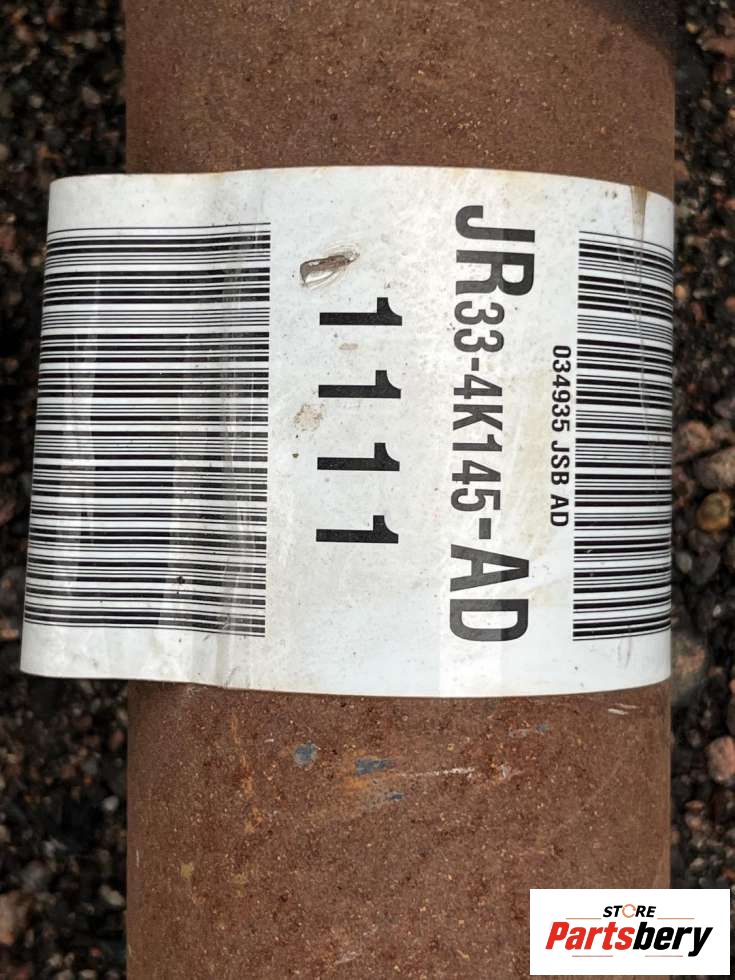 034935 JSB AD
JR33-4K145-AD
1111
STORE
Partsbery